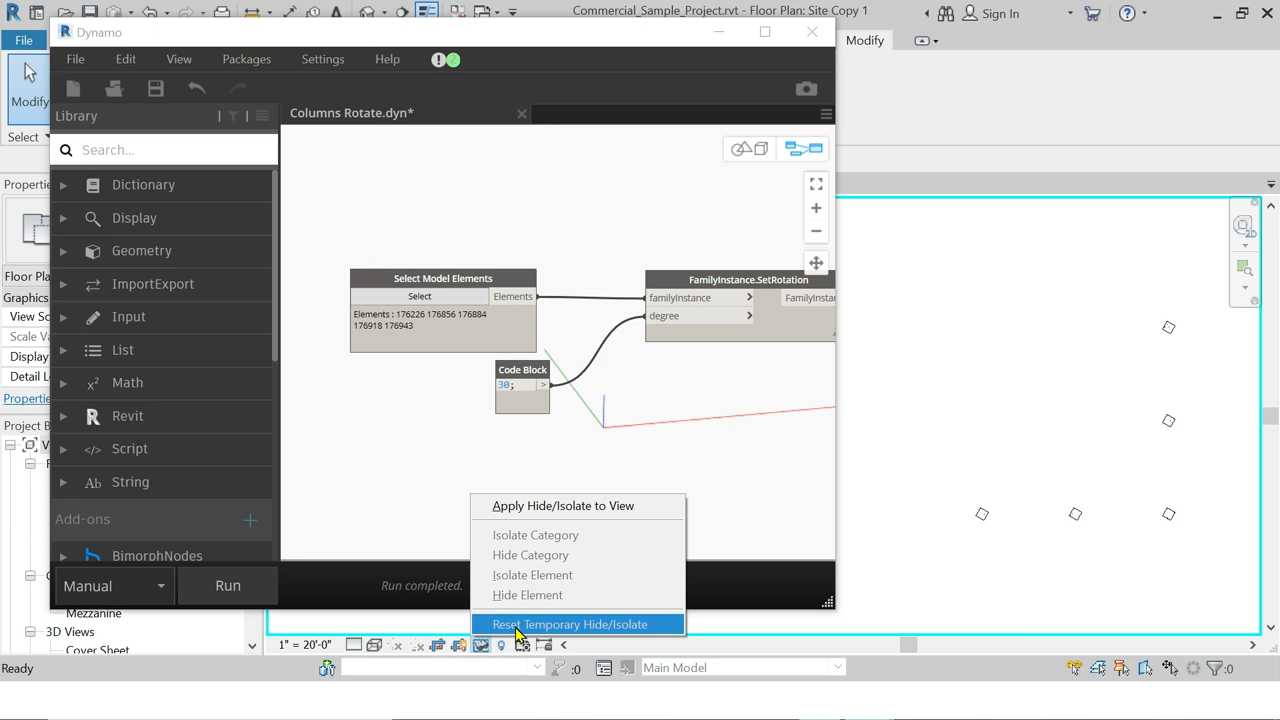 Commercial_Sample_Project.rvt - Floor Plan: Site Copy 1
Sign In
File
Modify
Modify
Select
Dynamo
File Edit View Packages Settings Help
2
Library
Columns Rotate.dyn*
Search...
Dictionary
Display
Geometry
ImportExport
Input
List
Math
Revit
Script
String
Add-ons
BimorphNodes
Manual
Run
Run completed.
Select Model Elements
Select
Elements
Elements : 176226 176856 176884
176918 176943
Code Block
30;
>
FamilyInstance.SetRotation
familyInstance
FamilyInstar
degree
Apply Hide/Isolate to View
Isolate Category
Hide Category
Isolate Element
Hide Element
Reset Temporary Hide/Isolate
Properti
Floor Pla
Graphics
View Sc
Scale Va
Display
Detail L
Propertie
Project B
Mezzanine
3D Views
Cover Sheet
2D
1" = 20'-0"
Ready
:0
Main Model
:0